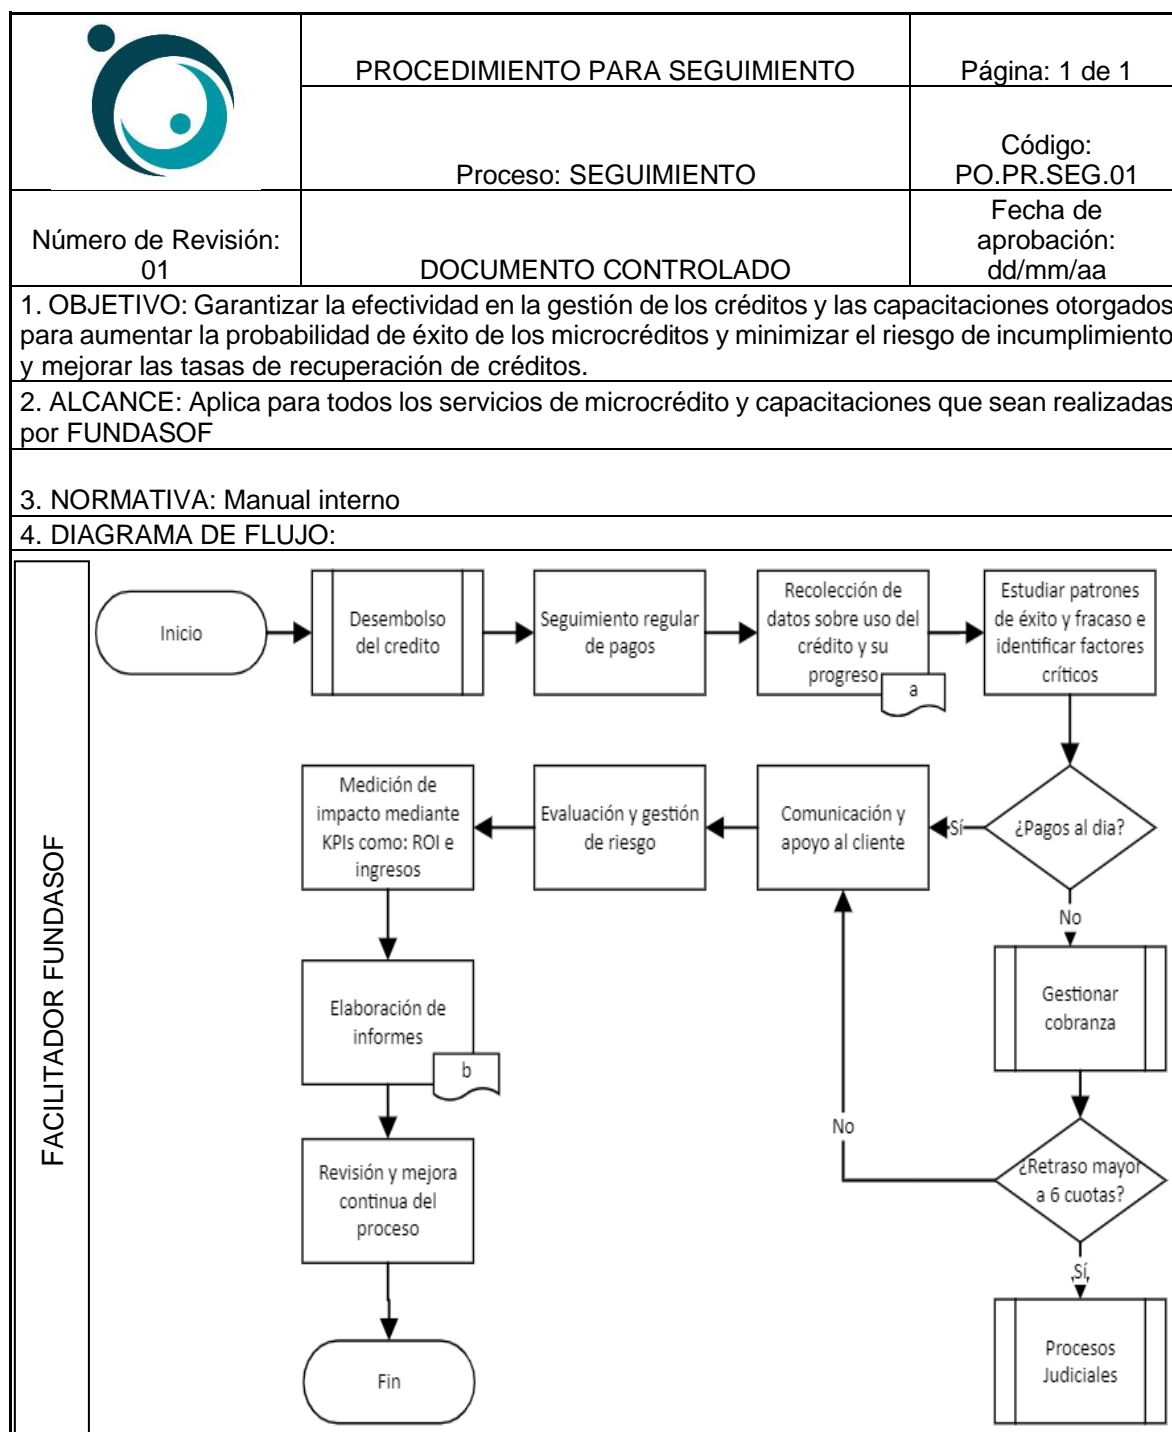 PROCEDIMIENTO PARA SEGUIMIENTO
Página: 1 de 1
Proceso: SEGUIMIENTO
Código:
PO.PR.SEG.01
Número de Revisión:
01
DOCUMENTO CONTROLADO
Fecha de
aprobación:
dd/mm/aa
1. OBJETIVO: Garantizar la efectividad en la gestión de los créditos y las capacitaciones otorgados
para aumentar la probabilidad de éxito de los microcréditos y minimizar el riesgo de incumplimiento
y mejorar las tasas de recuperación de créditos.
2. ALCANCE: Aplica para todos los servicios de microcrédito y capacitaciones que sean realizadas
por FUNDASOF
3. NORMATIVA: Manual interno
4. DIAGRAMA DE FLUJO:
FACILITADOR FUNDASOF
Inicio
Desembolso
del credito
Seguimiento regular
de pagos
Recolección de
datos sobre uso del
crédito y su
progreso
a
Estudiar patrones
de éxito y fracaso e
identificar factores
críticos
¿Pagos al dia?
Sí
Comunicación y
apoyo al cliente
Evaluación y gestión
de riesgo
Medición de
impacto mediante
KPIs como: ROI e
ingresos
No
Gestionar
cobranza
Elaboración de
informes
b
No
¿Retraso mayor
a 6 cuotas?
Revisión y mejora
continua del
proceso
Sí
Procesos
Judiciales
Fin